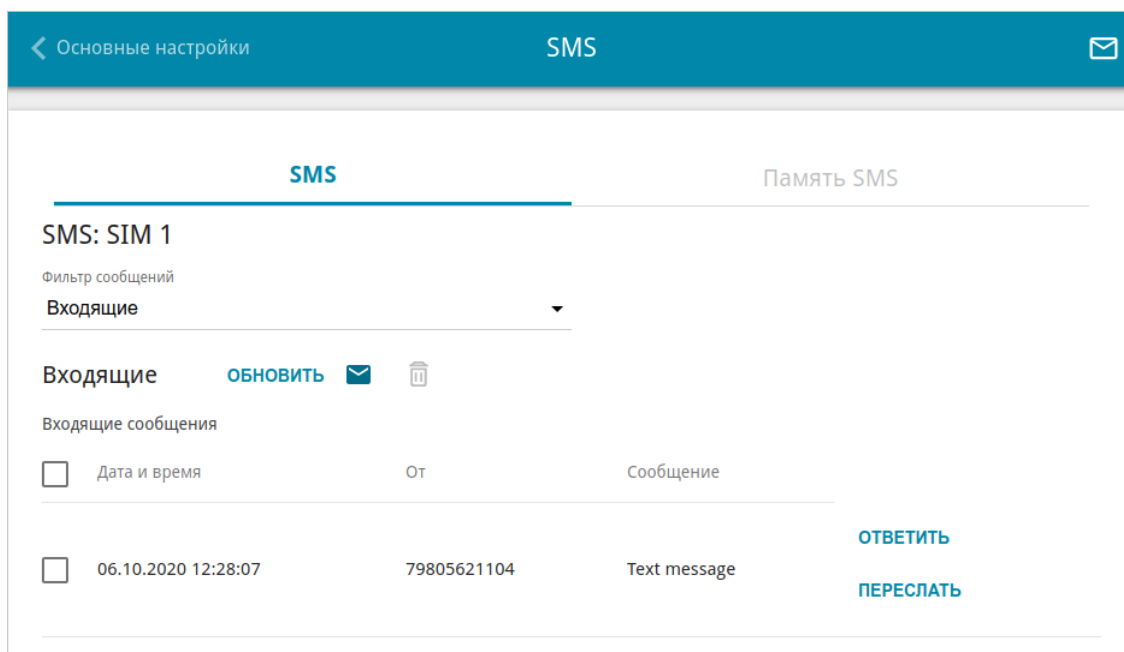 Основные настройки SMS
SMS Память SMS
SMS: SIM 1
Фильтр сообщений
Входящие
Входящие ОБНОВИТЬ
Входящие сообщения
Дата и время От Сообщение
ОТВЕТИТЬ
06.10.2020 12:28:07 79805621104 Text message
ПЕРЕСЛАТЬ